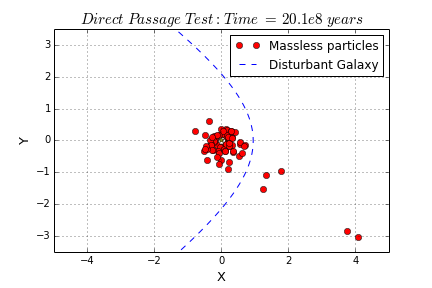 Direct Passage Test: Time = 20.1e8 years
Massless particles
Disturbant Galaxy
Y
3
2
1
0
−1
−2
−3
−4
−2
0
2
4
X